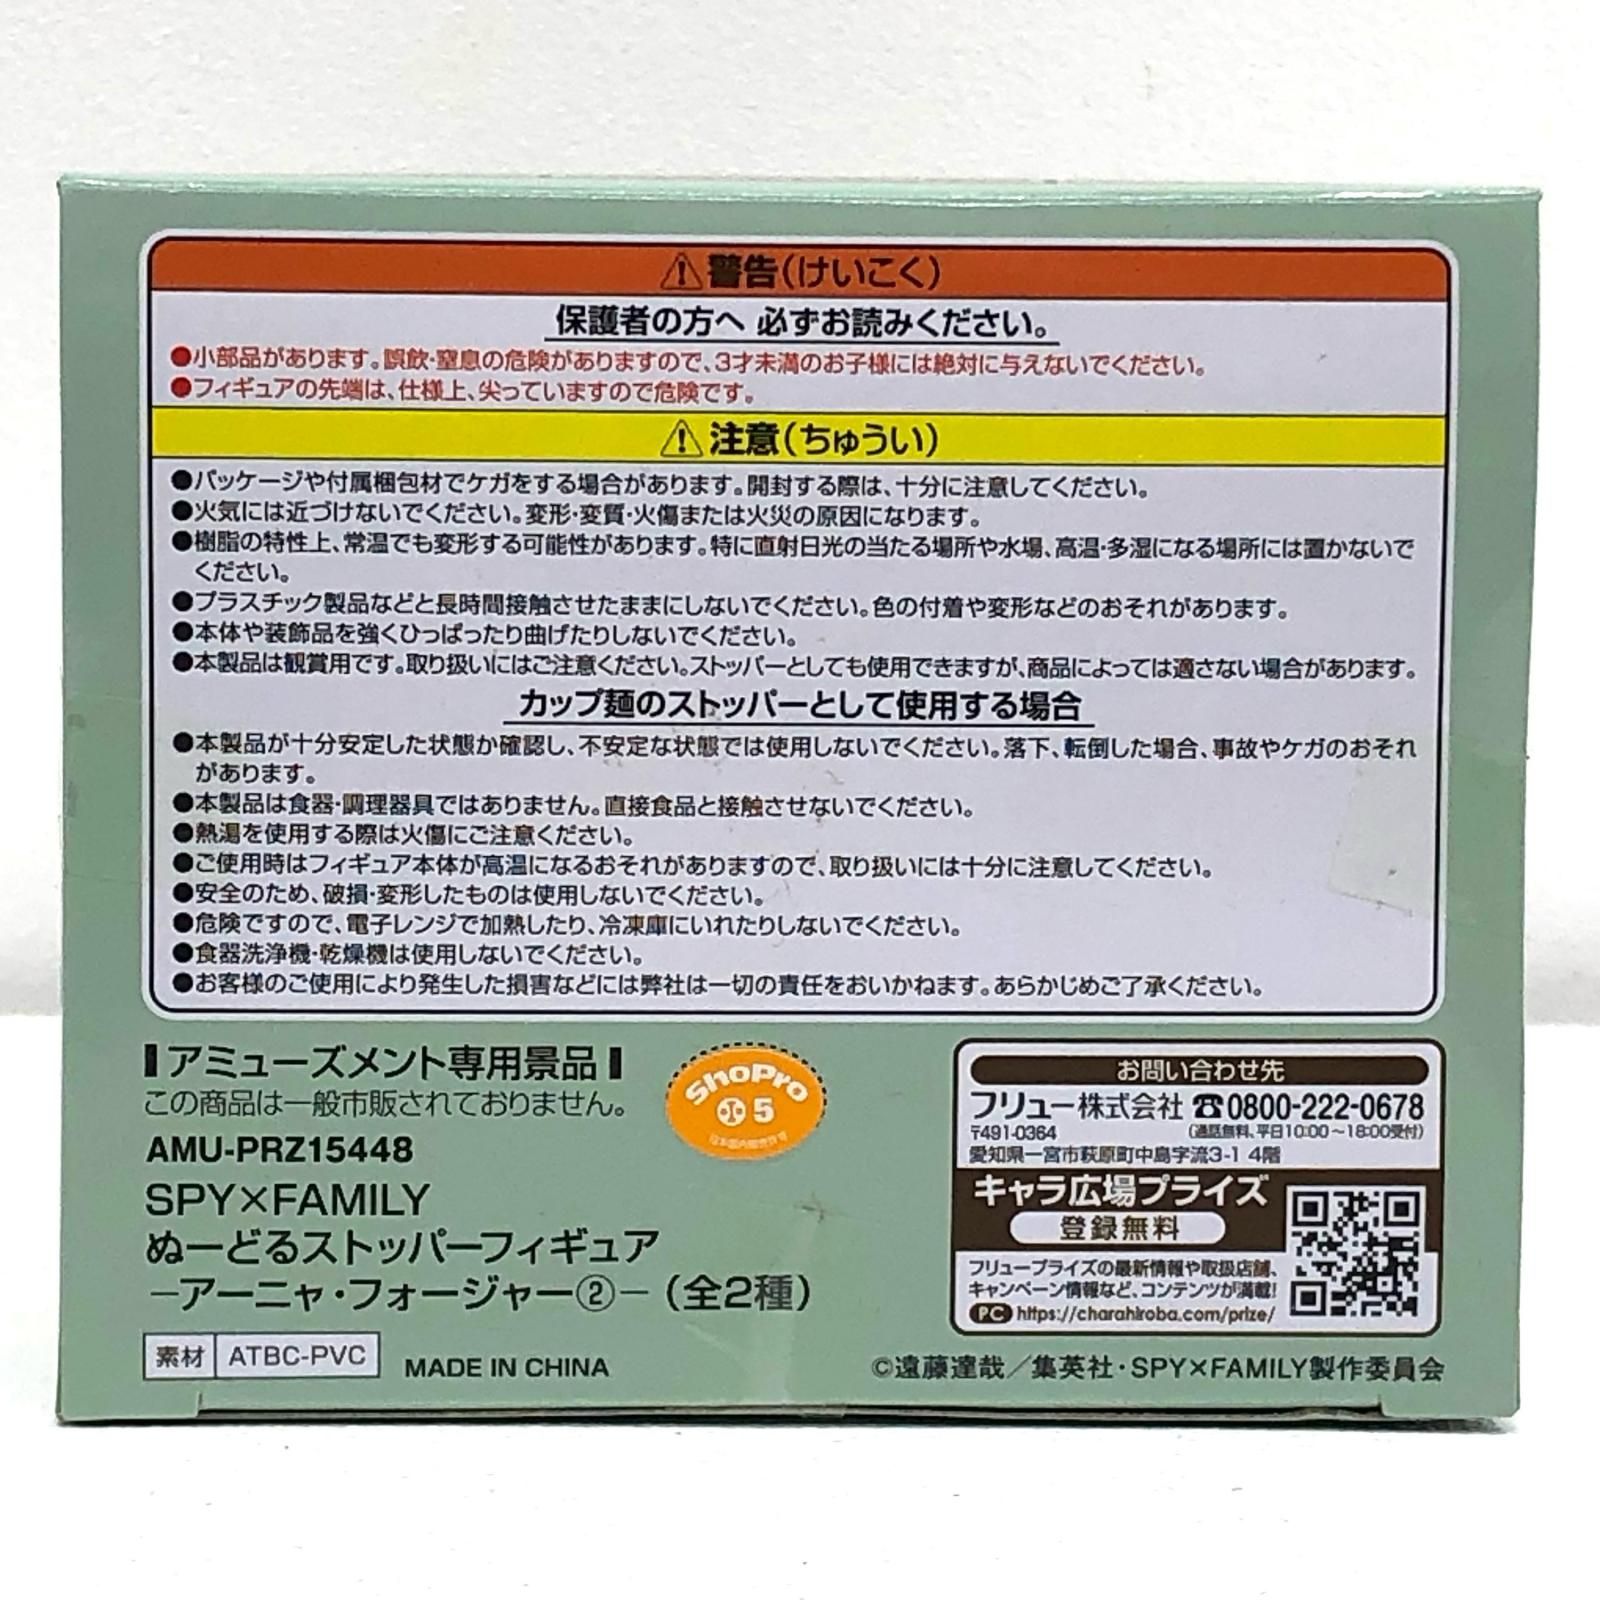 ⚠警告(けいこく)
保護者の方へ 必ずお読みください。
●小部品があります。誤飲・窒息の危険がありますので、3才未満のお子様には絶対に与えないでください。
●フィギュアの先端は、仕様上、尖っていますので危険です。
⚠注意(ちゅうい)
●パッケージや付属梱包材でケガをする場合があります。開封する際は、十分に注意してください。
●火気には近づけないでください。変形・変質・火傷または火災の原因になります。
●樹脂の特性上、常温でも変形する可能性があります。特に直射日光の当たる場所や水場、高温・多湿になる場所には置かないで
ください。
●プラスチック製品などと長時間接触させたままにしないでください。色の付着や変形などのおそれがあります。
●本体や装飾品を強くひっぱったり曲げたりしないでください。
●本製品は観賞用です。取り扱いにはご注意ください。ストッパーとしても使用できますが、商品によっては適さない場合があります。
カップ麺のストッパーとして使用する場合
●本製品が十分安定した状態か確認し、不安定な状態では使用しないでください。落下、転倒した場合、事故やケガのおそれ
があります。
●本製品は食器・調理器具ではありません。直接食品と接触させないでください。
●熱湯を使用する際は火傷にご注意ください。
●ご使用時はフィギュア本体が高温になるおそれがありますので、取り扱いには十分に注意してください。
●安全のため、破損・変形したものは使用しないでください。
●危険ですので、電子レンジで加熱したり、冷凍庫にいれたりしないでください。
●食器洗浄機・乾燥機は使用しないでください。
●お客様のご使用により発生した損害などには弊社は一切の責任をおいかねます。あらかじめご了承ください。
アミューズメント専用景品
この商品は一般市販されておりません。
AMU-PRZ15448
SPY×FAMILY
ぬーどるストッパーフィギュア
-アーニャ・フォージャー②-(全2種)
素材 ATBC-PVC
MADE IN CHINA
ShoPro
5
お問い合わせ先
フリュー株式会社 ☎0800-222-0678
〒491-0364 (通話無料、平日10:00~18:00受付)
愛知県一宮市萩原町中島字流3-1 4階
キャラ広場プライズ
登録無料
フリュープライズの最新情報や取扱店舗、
キャンペーン情報など、コンテンツが満載!
PC https://charahiroba.com/prize/
©遠藤達哉/集英社・SPY×FAMILY製作委員会